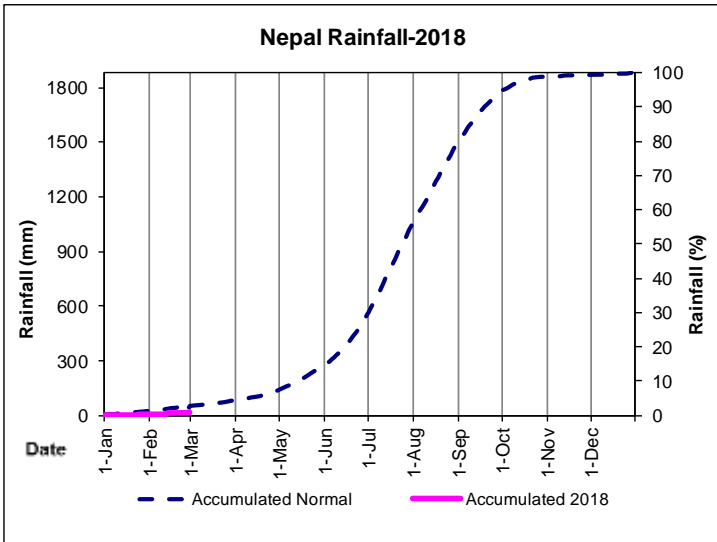 Nepal Rainfall-2018
1800
1500
1200
900
600
300
0
Rainfall (mm)
100
90
80
70
60
50
40
30
20
10
0
Rainfall (%)
Date
1-Jan
1-Feb
1-Mar
1-Apr
1-May
1-Jun
1-Jul
1-Aug
1-Sep
1-Oct
1-Nov
1-Dec
Accumulated Normal
Accumulated 2018